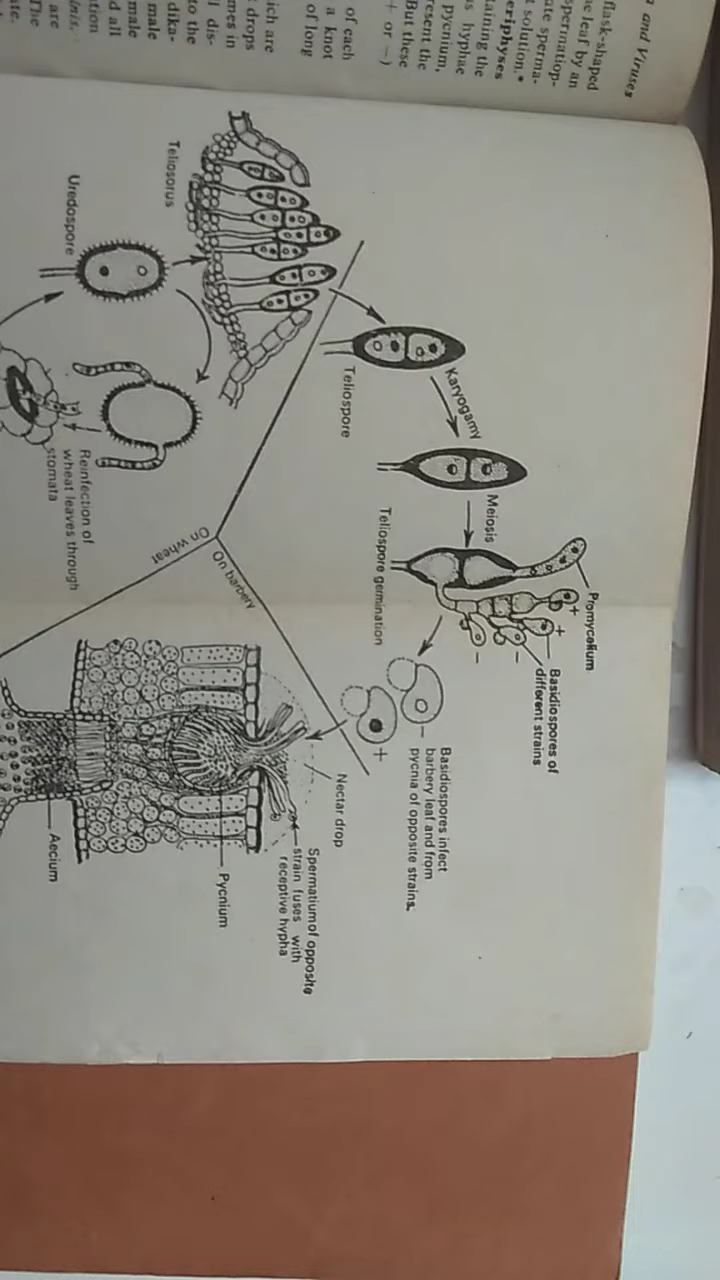 and Viruses
flask-shaped
leaf by an
spermatiop-
sperma-
solution.*
eriphyses
taining the
hyphae
pycnium,
resent the
But these
+ or −)
of each
a knot
of long
ich are
drops
in
dis-
to the
dika-
male
male
d all
ation
are
The
Promycelium
+
+
−
−
Basidiospores of
different strains
Meiosis
Karyogamy
Teliospore germination
Teliospore
Basidiospores infect
barbery leaf and from
pycnia of opposite strains.
−
+
Teliosorus
Uredospore
Reinfection of
wheat leaves through
stomata
On wheat
On barbery
Nectar drop
Spermatium of opposite
strain fuses with
receptive hypha
Pycnium
Aecium